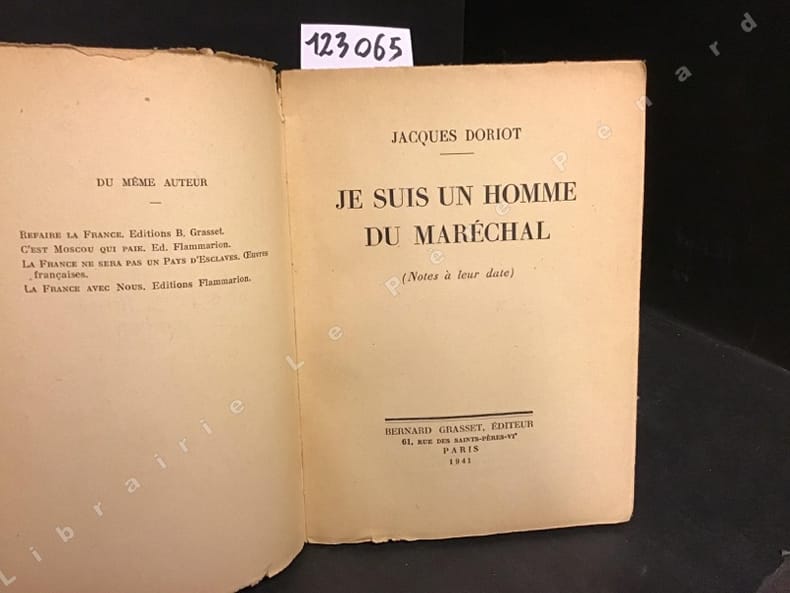 123065
DU MÊME AUTEUR
REFAIRE LA FRANCE. Editions B. Grasset.
C'EST MOSCOU QUI PAIE. Ed. Flammarion.
LA FRANCE NE SERA PAS UN PAYS D'ESCLAVES. Œuvres
françaises.
LA FRANCE AVEC NOUS. Editions Flammarion.
JACQUES DORIOT
JE SUIS UN HOMME
DU MARÉCHAL
(Notes à leur date)
BERNARD GRASSET, ÉDITEUR
61, RUE DES SAINTS-PÈRES-VIᵉ
PARIS
1941
Librairie Le Pere Pénard